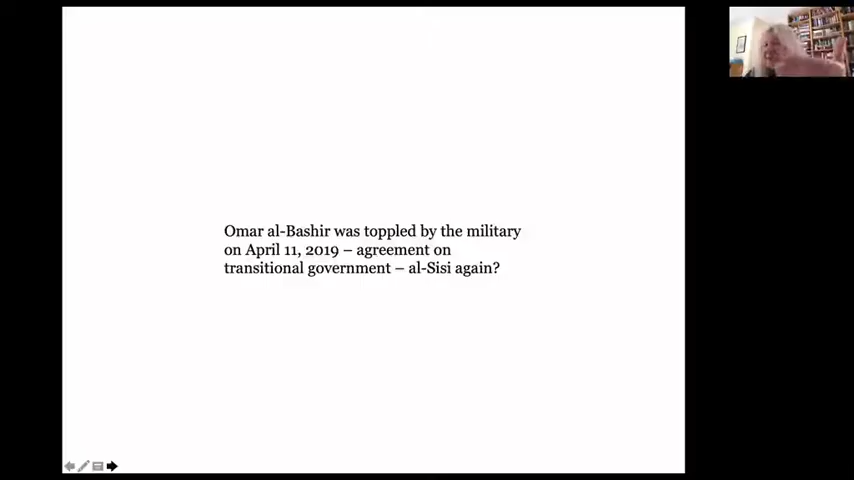 Omar al-Bashir was toppled by the military
on April 11, 2019 – agreement on
transitional government – al-Sisi again?